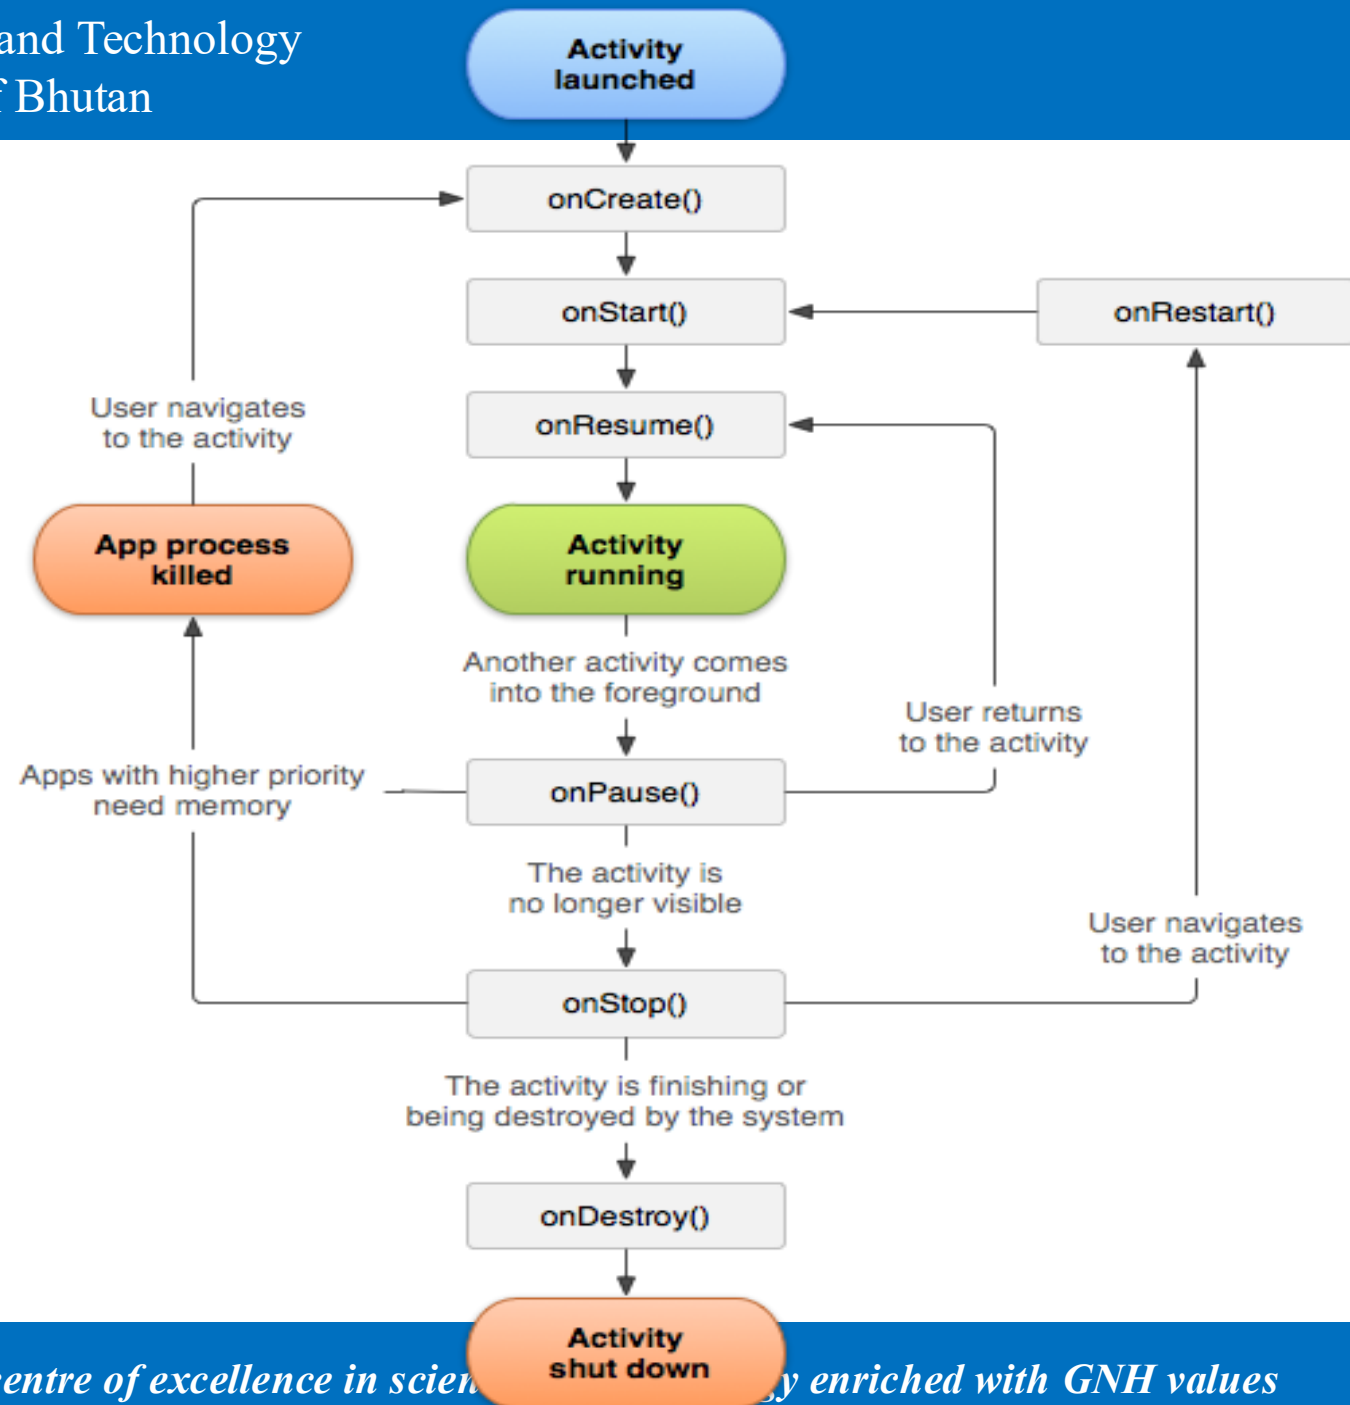 and Technology
Bhutan
Activity
launched
onCreate()
onStart()
onRestart()
onResume()
User navigates
to the activity
App process
killed
Activity
running
Another activity comes
into the foreground
User returns
to the activity
Apps with higher priority
need memory
onPause()
The activity is
no longer visible
User navigates
to the activity
onStop()
The activity is finishing or
being destroyed by the system
onDestroy()
Activity
shut down
entre of excellence in scien y enriched with GNH values